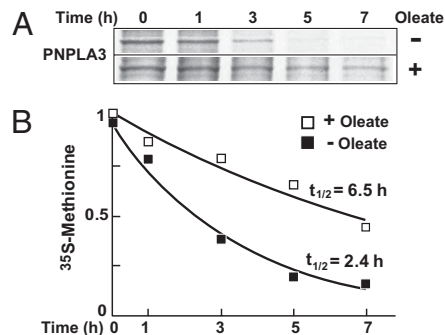 A Time (h) 0 1 3 5 7 Oleate
PNPLA3
-
+
B
1
+ Oleate
- Oleate
t1/2 = 6.5 h
0.5
t1/2 = 2.4 h
0
35S-Methionine
Time (h) 0 1 3 5 7